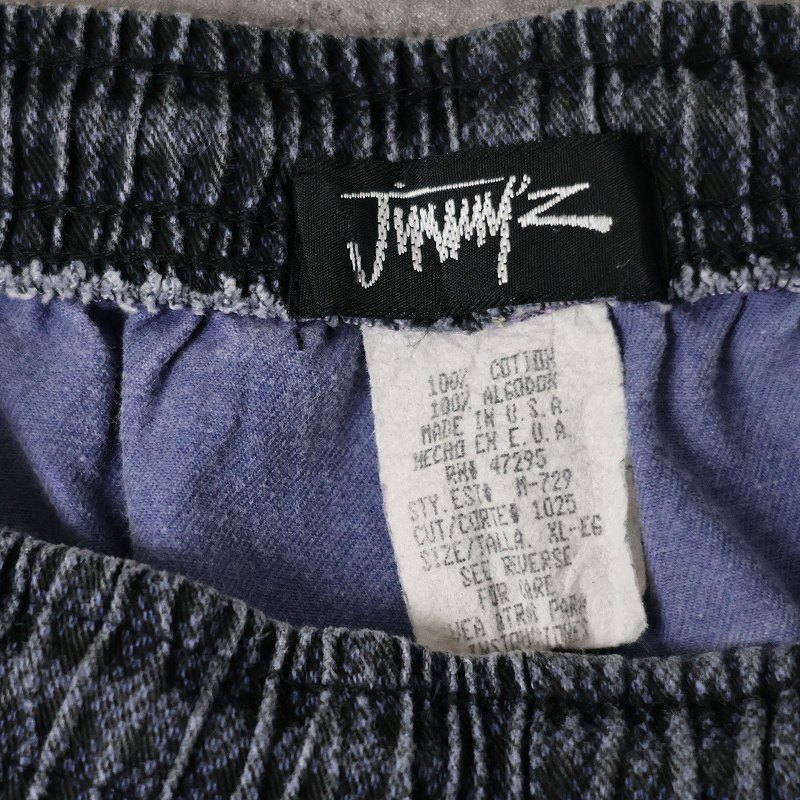 Jimmy'Z
100% COTTON
100% ALGODON
MADE IN U.S.A.
HECHO EN E.U.A.
RN# 47295
STY.EST# M-729
CUT/CORTE# 1025
SIZE/TALLA. XL-EG
SEE REVERSE
FOR
PARA